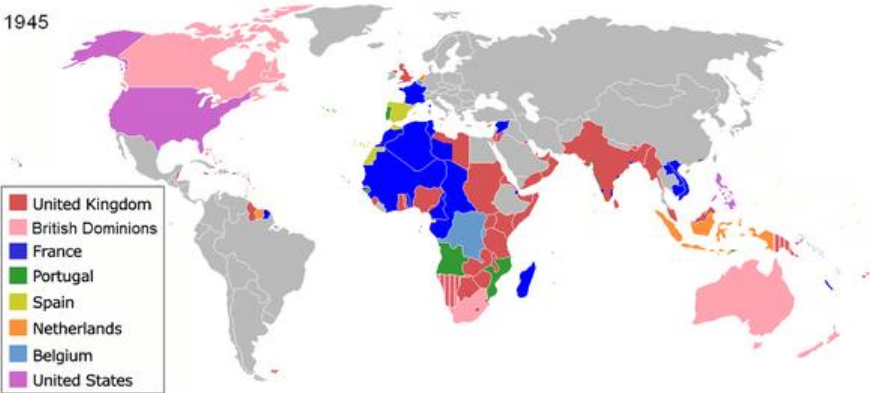 1945
United Kingdom
British Dominions
France
Portugal
Spain
Netherlands
Belgium
United States